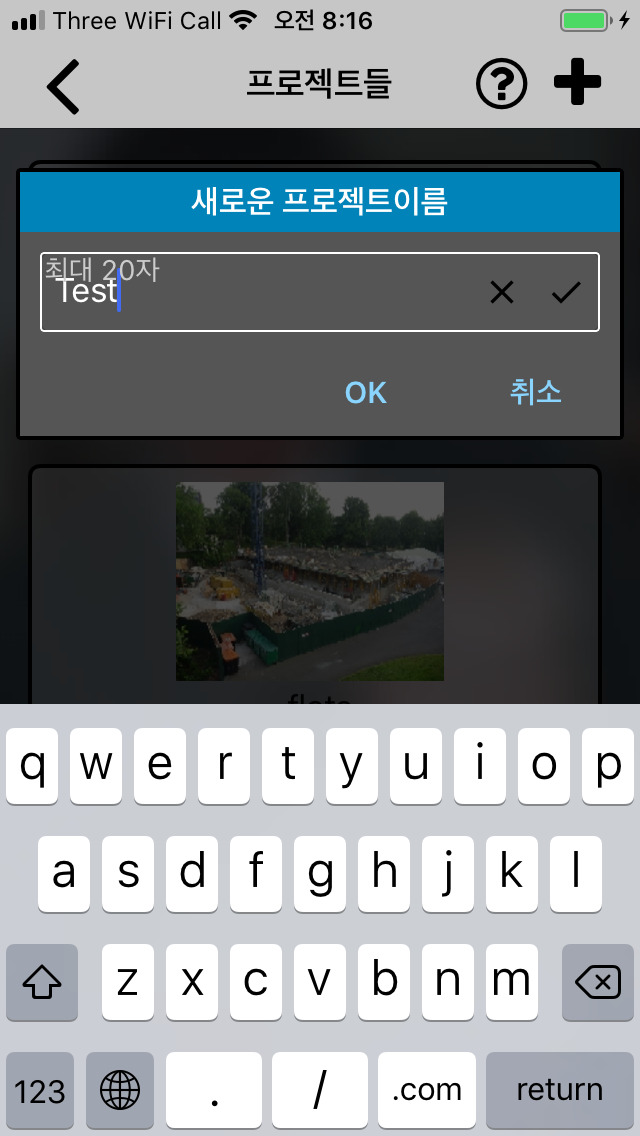 Three WiFi Call 오전 8:16
프로젝트들
새로운 프로젝트이름
최대 20자
Test
OK 취소
q w e r t y u i o p
a s d f g h j k l
z x c v b n m
123 . / .com return